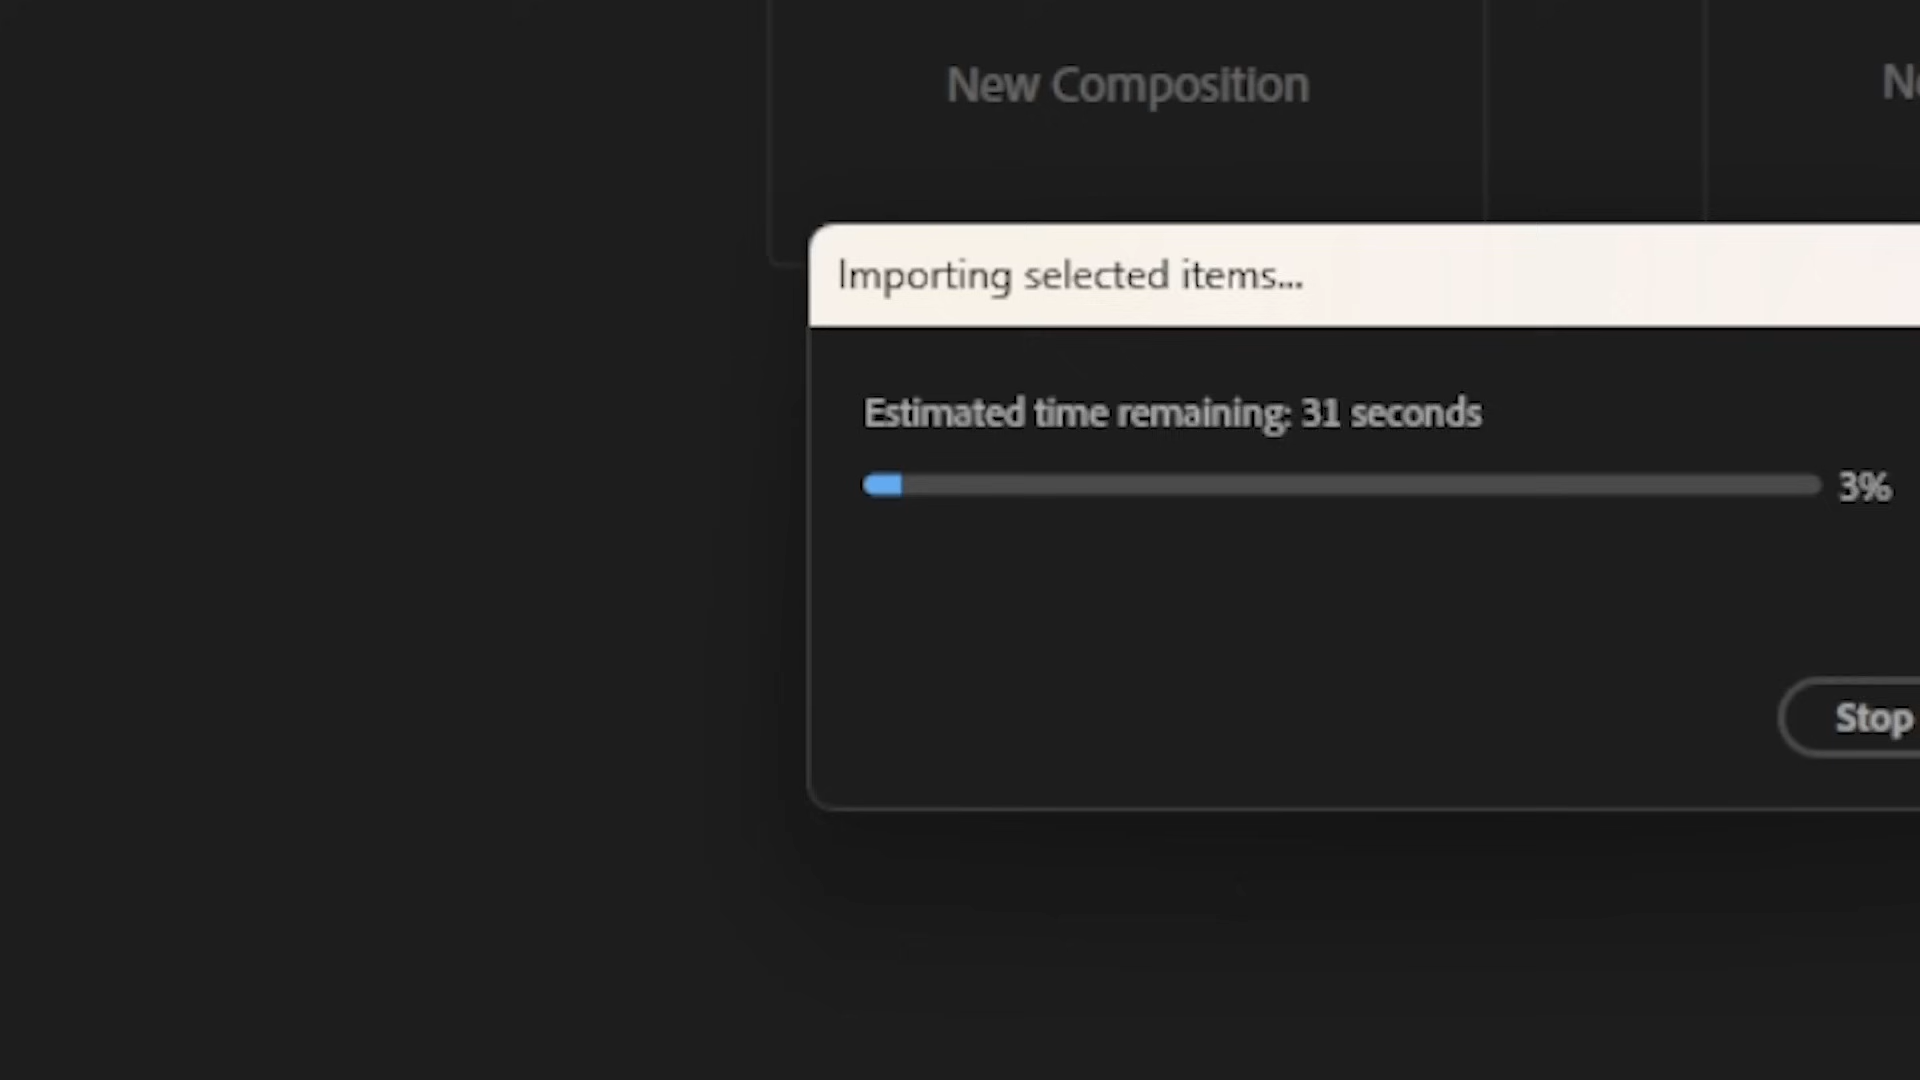 New Composition
Importing selected items...
Estimated time remaining: 31 seconds
3%
Stop